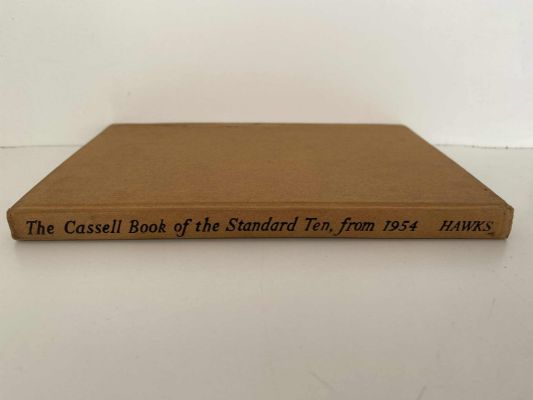 The Cassell Book of the Standard Ten, from 1954 HAWKS